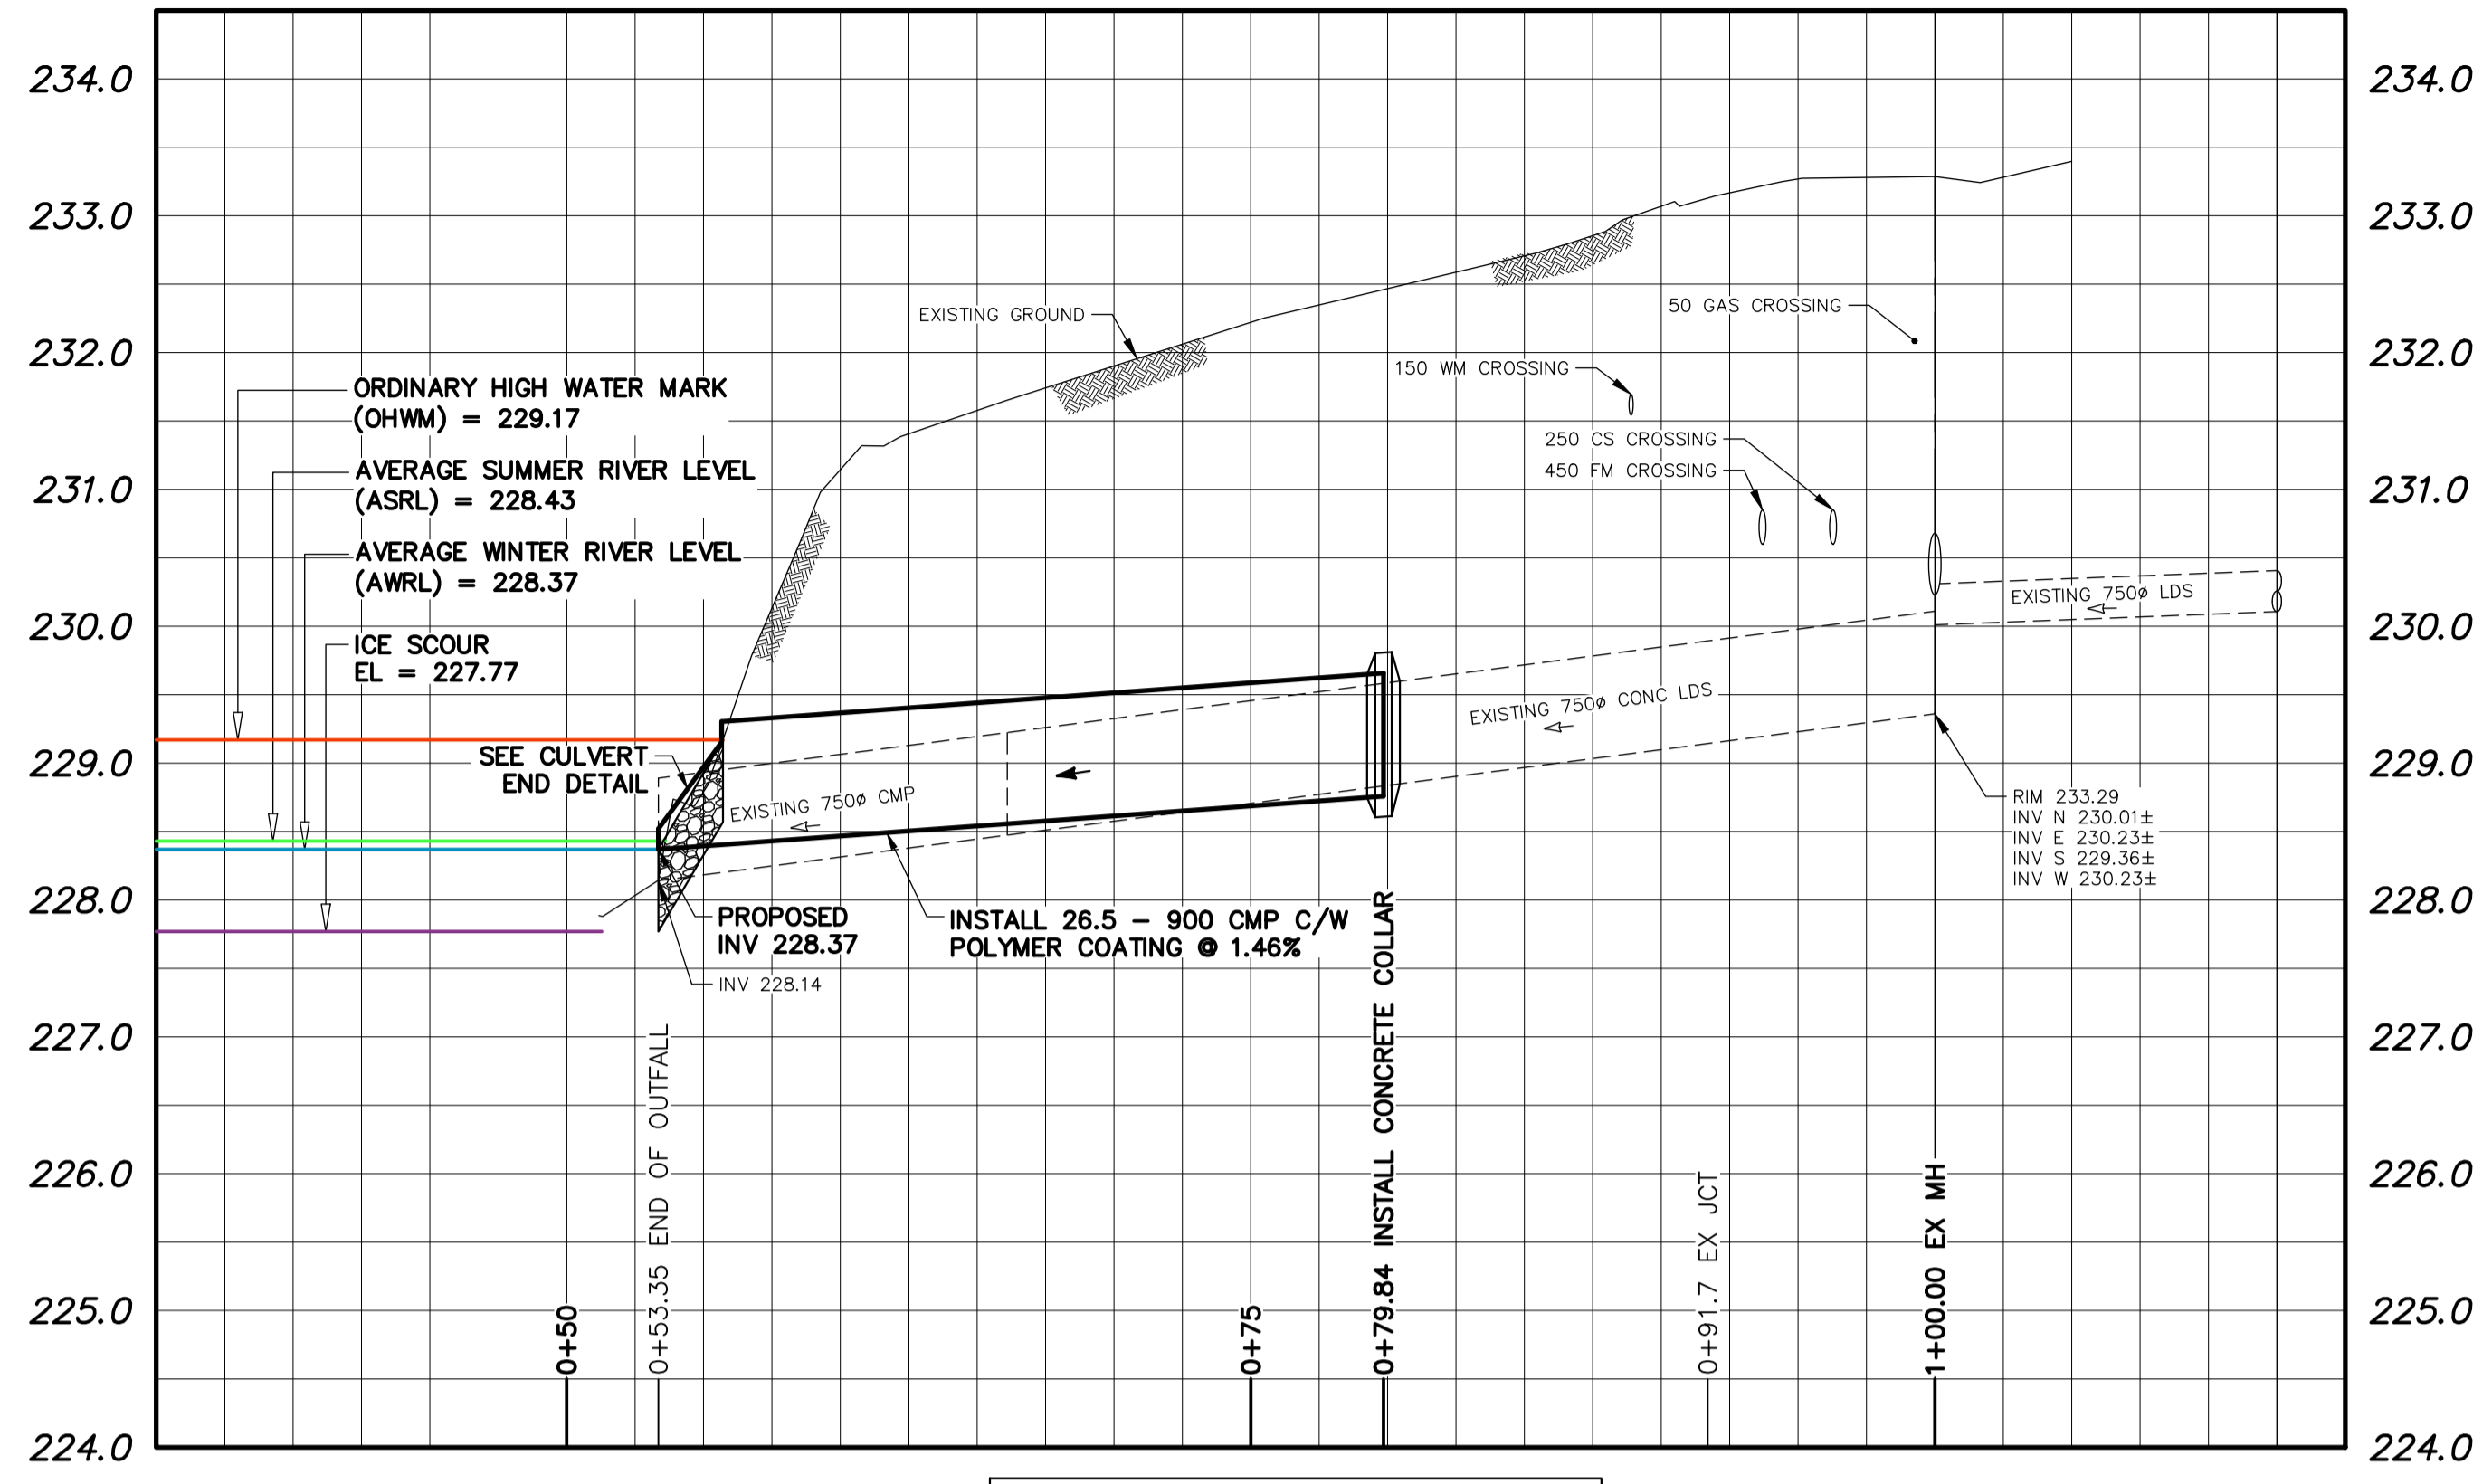 234.0
233.0
232.0
231.0
230.0
229.0
228.0
227.0
226.0
225.0
224.0
234.0
233.0
232.0
231.0
230.0
229.0
228.0
227.0
226.0
225.0
224.0
EXISTING GROUND
50 GAS CROSSING
150 WM CROSSING
250 CS CROSSING
450 FM CROSSING
ORDINARY HIGH WATER MARK
(OHWM) = 229.17
AVERAGE SUMMER RIVER LEVEL
(ASRL) = 228.43
AVERAGE WINTER RIVER LEVEL
(AWRL) = 228.37
ICE SCOUR
EL = 227.77
EXISTING 750ø LDS
EXISTING 750ø CONC LDS
SEE CULVERT
END DETAIL
EXISTING 750ø CMP
RIM 233.29
INV N 230.01±
INV E 230.23±
INV S 229.36±
INV W 230.23±
PROPOSED
INV 228.37
INV 228.14
INSTALL 26.5 - 900 CMP C/W
POLYMER COATING @ 1.46%
0+50
0+53.35 END OF OUTFALL
0+75
0+79.84 INSTALL CONCRETE COLLAR
0+91.7 EX JCT
1+00.00 EX MH